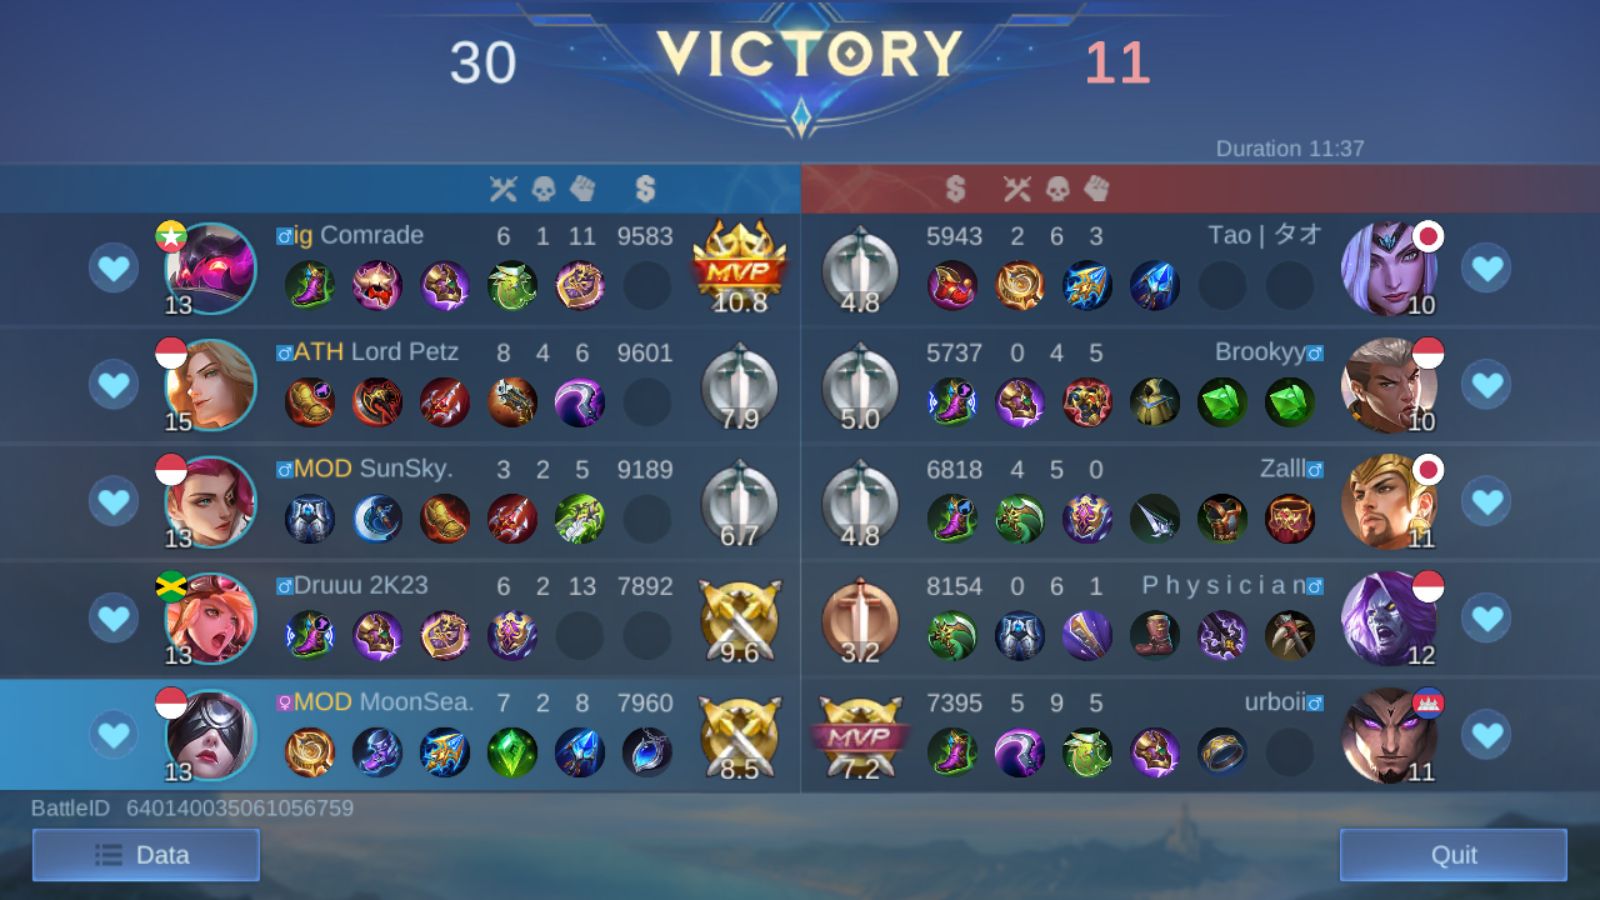 30 VICTORY 11
Duration 11:37
ig Comrade 6 1 11 9583 MVP 10.8 4.8 5943 2 6 3 Tao | タオ
13 10
ATH Lord Petz 8 4 6 9601 7.9 5.0 5737 0 4 5 Brookyy
15 10
MOD SunSky. 3 2 5 9189 6.7 4.8 6818 4 5 0 Zalll
13 11
Druuu 2K23 6 2 13 7892 9.6 3.2 8154 0 6 1 P h y s i c i a n
13 12
MOD MoonSea. 7 2 8 7960 8.5 MVP 7.2 7395 5 9 5 urboii
13 11
BattleID 640140035061056759
Data Quit